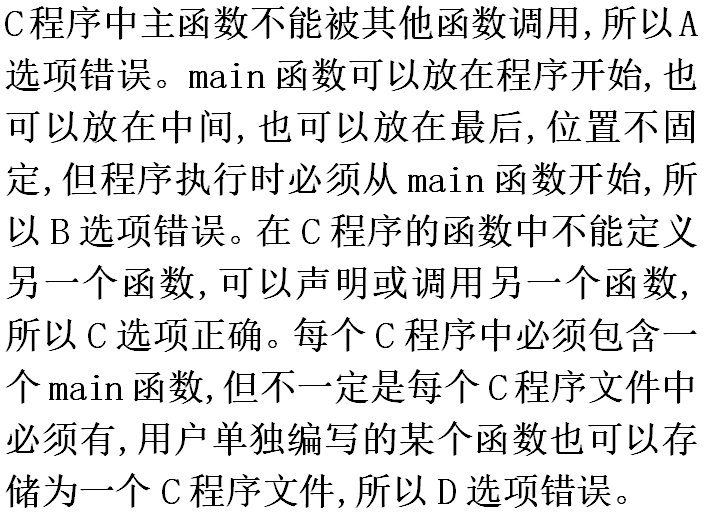 C程序中主函数不能被其他函数调用,所以A
选项错误。main函数可以放在程序开始,也
可以放在中间,也可以放在最后,位置不固
定,但程序执行时必须从main函数开始,所
以B选项错误。在C程序的函数中不能定义
另一个函数,可以声明或调用另一个函数,
所以C选项正确。每个C程序中必须包含一
个main函数,但不一定是每个C程序文件中
必须有,用户单独编写的某个函数也可以存
储为一个C程序文件,所以D选项错误。